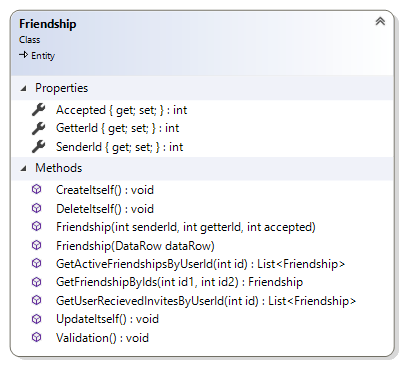 Friendship
Class
Entity
Properties
Accepted { get; set; } : int
GetterId { get; set; } : int
SenderId { get; set; } : int
Methods
CreateItself() : void
DeleteItself() : void
Friendship(int senderId, int getterId, int accepted)
Friendship(DataRow dataRow)
GetActiveFriendshipsByUserId(int id) : List<Friendship>
GetFriendshipByIds(int id1, int id2) : Friendship
GetUserRecievedInvitesByUserId(int id) : List<Friendship>
UpdateItself() : void
Validation() : void